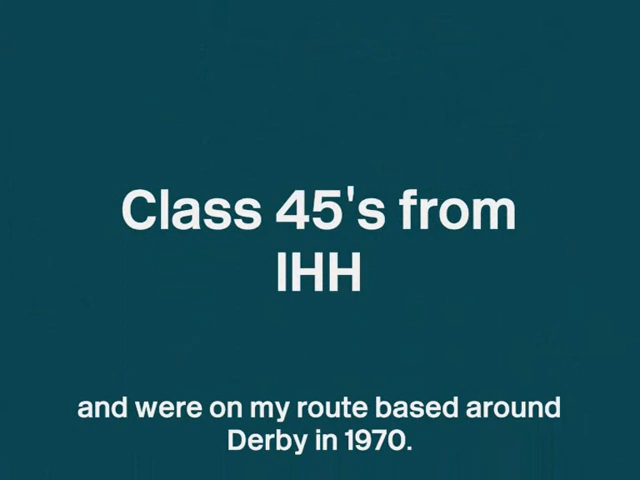 Class 45's from
IHH
and were on my route based around
Derby in 1970.